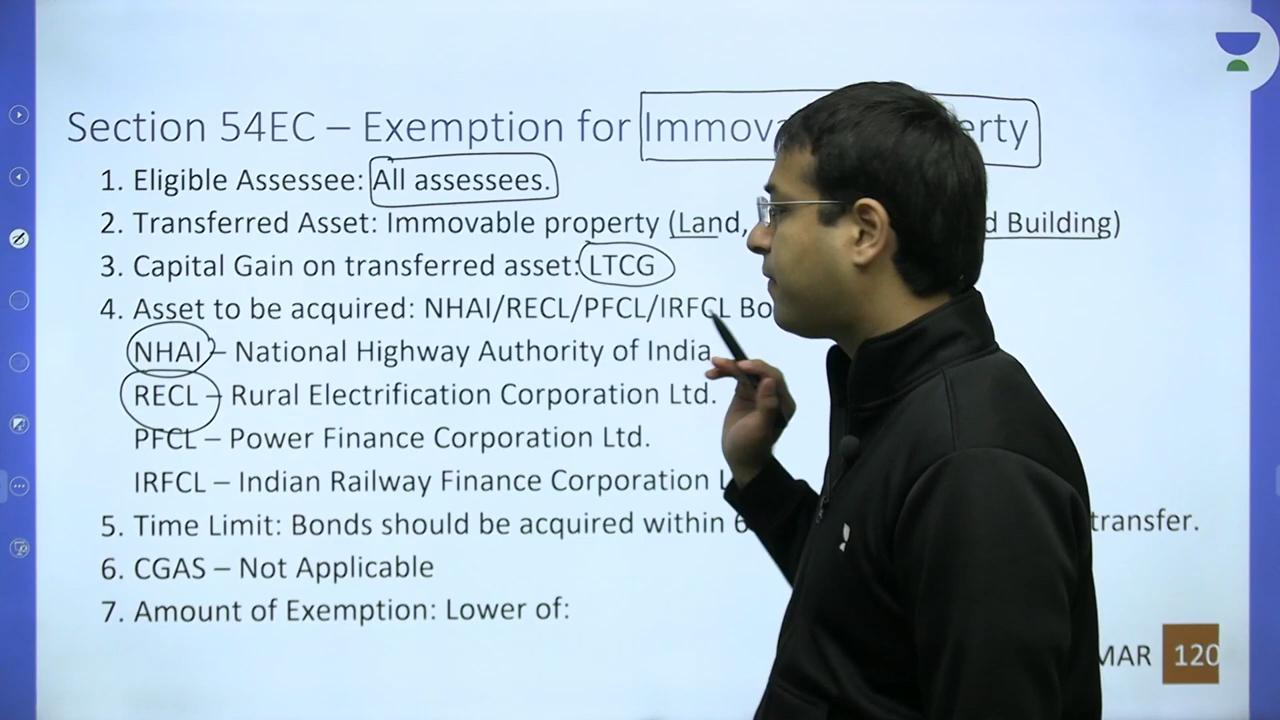 Section 54EC – Exemption for Immova erty
1. Eligible Assessee: All assessees.
2. Transferred Asset: Immovable property (Land, d Building)
3. Capital Gain on transferred asset: LTCG
4. Asset to be acquired: NHAI/RECL/PFCL/IRFCL Bo
NHAI – National Highway Authority of India
RECL – Rural Electrification Corporation Ltd.
PFCL – Power Finance Corporation Ltd.
IRFCL – Indian Railway Finance Corporation L
5. Time Limit: Bonds should be acquired within 6 transfer.
6. CGAS – Not Applicable
7. Amount of Exemption: Lower of:
MAR 120